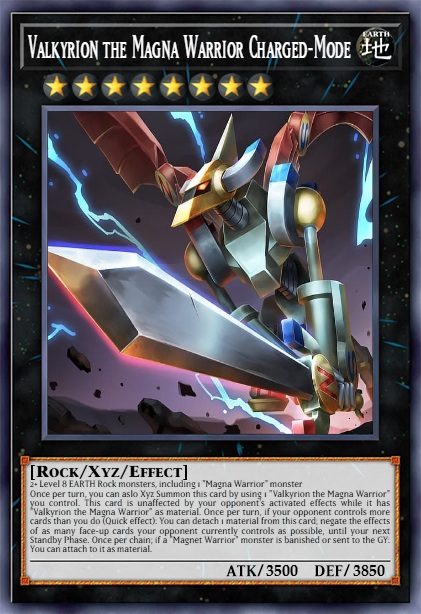 Valkyrion the Magna Warrior Charged-Mode
EARTH
地
[Rock/Xyz/Effect]
2+ Level 8 EARTH Rock monsters, including 1 "Magna Warrior" monster
Once per turn, you can aslo Xyz Summon this card by using 1 "Valkyrion the Magna Warrior"
you control. This card is unaffected by your opponent's activated effects while it has
"Valkyrion the Magna Warrior" as material. Once per turn, if your opponent controls more
cards than you do (Quick effect): You can detach 1 material from this card; negate the effects
of as many face-up cards your opponent currently controls as possible, until your next
Standby Phase. Once per chain; if a "Magnet Warrior" monster is banished or sent to the GY:
You can attach it as material.
ATK/3500 DEF/3850